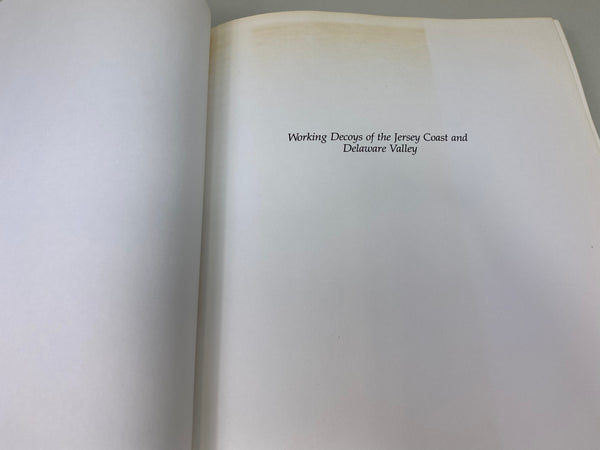 Working Decoys of the Jersey Coast and
Delaware Valley